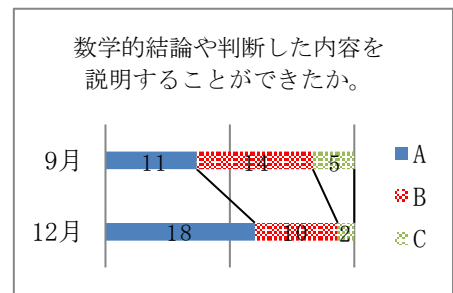 数学的結論や判断した内容を
説明することができたか。
9月 11 14 5
12月 18 10 2
A
B
C